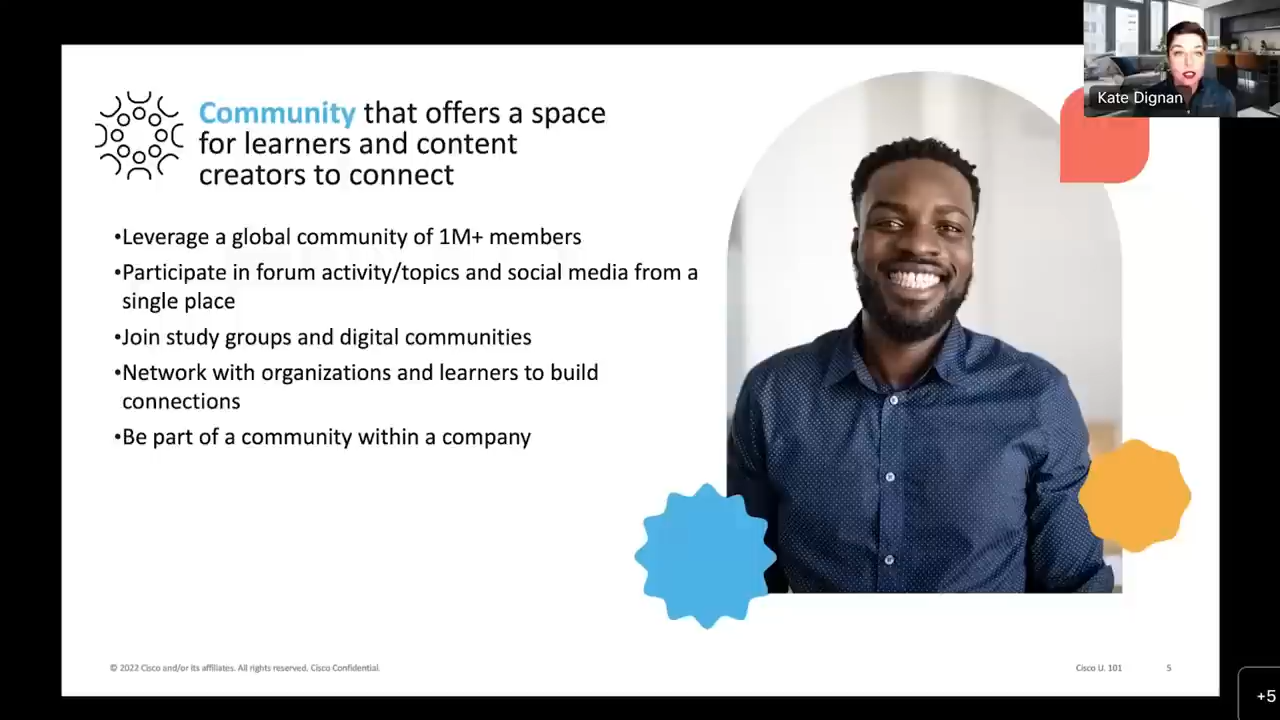 Kate Dignan
Community that offers a space
for learners and content
creators to connect
•Leverage a global community of 1M+ members
•Participate in forum activity/topics and social media from a
single place
•Join study groups and digital communities
•Network with organizations and learners to build
connections
•Be part of a community within a company
© 2022 Cisco and/or its affiliates. All rights reserved. Cisco Confidential.
Cisco U. 101
5
+5